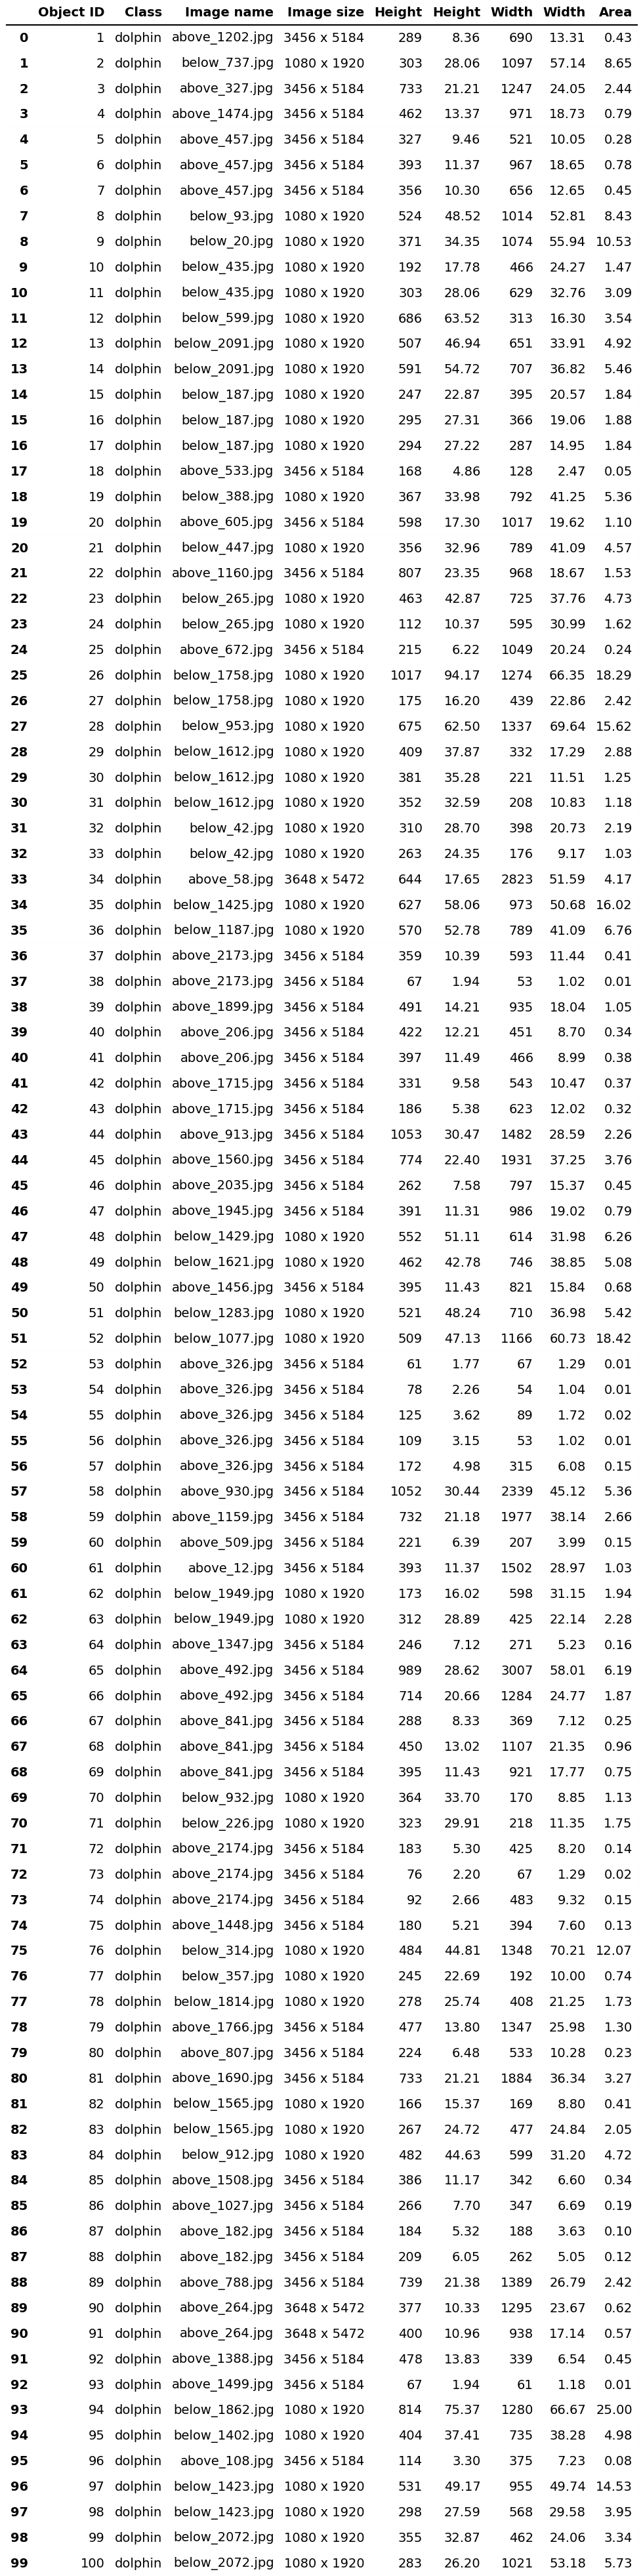 Object ID Class Image name Image size Height Height Width Width Area
0 1 dolphin above_1202.jpg 3456 x 5184 289 8.36 690 13.31 0.43
1 2 dolphin below_737.jpg 1080 x 1920 303 28.06 1097 57.14 8.65
2 3 dolphin above_327.jpg 3456 x 5184 733 21.21 1247 24.05 2.44
3 4 dolphin above_1474.jpg 3456 x 5184 462 13.37 971 18.73 0.79
4 5 dolphin above_457.jpg 3456 x 5184 327 9.46 521 10.05 0.28
5 6 dolphin above_457.jpg 3456 x 5184 393 11.37 967 18.65 0.78
6 7 dolphin above_457.jpg 3456 x 5184 356 10.30 656 12.65 0.45
7 8 dolphin below_93.jpg 1080 x 1920 524 48.52 1014 52.81 8.43
8 9 dolphin below_20.jpg 1080 x 1920 371 34.35 1074 55.94 10.53
9 10 dolphin below_435.jpg 1080 x 1920 192 17.78 466 24.27 1.47
10 11 dolphin below_435.jpg 1080 x 1920 303 28.06 629 32.76 3.09
11 12 dolphin below_599.jpg 1080 x 1920 686 63.52 313 16.30 3.54
12 13 dolphin below_2091.jpg 1080 x 1920 507 46.94 651 33.91 4.92
13 14 dolphin below_2091.jpg 1080 x 1920 591 54.72 707 36.82 5.46
14 15 dolphin below_187.jpg 1080 x 1920 247 22.87 395 20.57 1.84
15 16 dolphin below_187.jpg 1080 x 1920 295 27.31 366 19.06 1.88
16 17 dolphin below_187.jpg 1080 x 1920 294 27.22 287 14.95 1.84
17 18 dolphin above_533.jpg 3456 x 5184 168 4.86 128 2.47 0.05
18 19 dolphin below_388.jpg 1080 x 1920 367 33.98 792 41.25 5.36
19 20 dolphin above_605.jpg 3456 x 5184 598 17.30 1017 19.62 1.10
20 21 dolphin below_447.jpg 1080 x 1920 356 32.96 789 41.09 4.57
21 22 dolphin above_1160.jpg 3456 x 5184 807 23.35 968 18.67 1.53
22 23 dolphin below_265.jpg 1080 x 1920 463 42.87 725 37.76 4.73
23 24 dolphin below_265.jpg 1080 x 1920 112 10.37 595 30.99 1.62
24 25 dolphin above_672.jpg 3456 x 5184 215 6.22 1049 20.24 0.24
25 26 dolphin below_1758.jpg 1080 x 1920 1017 94.17 1274 66.35 18.29
26 27 dolphin below_1758.jpg 1080 x 1920 175 16.20 439 22.86 2.42
27 28 dolphin below_953.jpg 1080 x 1920 675 62.50 1337 69.64 15.62
28 29 dolphin below_1612.jpg 1080 x 1920 409 37.87 332 17.29 2.88
29 30 dolphin below_1612.jpg 1080 x 1920 381 35.28 221 11.51 1.25
30 31 dolphin below_1612.jpg 1080 x 1920 352 32.59 208 10.83 1.18
31 32 dolphin below_42.jpg 1080 x 1920 310 28.70 398 20.73 2.19
32 33 dolphin below_42.jpg 1080 x 1920 263 24.35 176 9.17 1.03
33 34 dolphin above_58.jpg 3648 x 5472 644 17.65 2823 51.59 4.17
34 35 dolphin below_1425.jpg 1080 x 1920 627 58.06 973 50.68 16.02
35 36 dolphin below_1187.jpg 1080 x 1920 570 52.78 789 41.09 6.76
36 37 dolphin above_2173.jpg 3456 x 5184 359 10.39 593 11.44 0.41
37 38 dolphin above_2173.jpg 3456 x 5184 67 1.94 53 1.02 0.01
38 39 dolphin above_1899.jpg 3456 x 5184 491 14.21 935 18.04 1.05
39 40 dolphin above_206.jpg 3456 x 5184 422 12.21 451 8.70 0.34
40 41 dolphin above_206.jpg 3456 x 5184 397 11.49 466 8.99 0.38
41 42 dolphin above_1715.jpg 3456 x 5184 331 9.58 543 10.47 0.37
42 43 dolphin above_1715.jpg 3456 x 5184 186 5.38 623 12.02 0.32
43 44 dolphin above_913.jpg 3456 x 5184 1053 30.47 1482 28.59 2.26
44 45 dolphin above_1560.jpg 3456 x 5184 774 22.40 1931 37.25 3.76
45 46 dolphin above_2035.jpg 3456 x 5184 262 7.58 797 15.37 0.45
46 47 dolphin above_1945.jpg 3456 x 5184 391 11.31 986 19.02 0.79
47 48 dolphin below_1429.jpg 1080 x 1920 552 51.11 614 31.98 6.26
48 49 dolphin below_1621.jpg 1080 x 1920 462 42.78 746 38.85 5.08
49 50 dolphin above_1456.jpg 3456 x 5184 395 11.43 821 15.84 0.68
50 51 dolphin below_1283.jpg 1080 x 1920 521 48.24 710 36.98 5.42
51 52 dolphin below_1077.jpg 1080 x 1920 509 47.13 1166 60.73 18.42
52 53 dolphin above_326.jpg 3456 x 5184 61 1.77 67 1.29 0.01
53 54 dolphin above_326.jpg 3456 x 5184 78 2.26 54 1.04 0.01
54 55 dolphin above_326.jpg 3456 x 5184 125 3.62 89 1.72 0.02
55 56 dolphin above_326.jpg 3456 x 5184 109 3.15 53 1.02 0.01
56 57 dolphin above_326.jpg 3456 x 5184 172 4.98 315 6.08 0.15
57 58 dolphin above_930.jpg 3456 x 5184 1052 30.44 2339 45.12 5.36
58 59 dolphin above_1159.jpg 3456 x 5184 732 21.18 1977 38.14 2.66
59 60 dolphin above_509.jpg 3456 x 5184 221 6.39 207 3.99 0.15
60 61 dolphin above_12.jpg 3456 x 5184 393 11.37 1502 28.97 1.03
61 62 dolphin below_1949.jpg 1080 x 1920 173 16.02 598 31.15 1.94
62 63 dolphin below_1949.jpg 1080 x 1920 312 28.89 425 22.14 2.28
63 64 dolphin above_1347.jpg 3456 x 5184 246 7.12 271 5.23 0.16
64 65 dolphin above_492.jpg 3456 x 5184 989 28.62 3007 58.01 6.19
65 66 dolphin above_492.jpg 3456 x 5184 714 20.66 1284 24.77 1.87
66 67 dolphin above_841.jpg 3456 x 5184 288 8.33 369 7.12 0.25
67 68 dolphin above_841.jpg 3456 x 5184 450 13.02 1107 21.35 0.96
68 69 dolphin above_841.jpg 3456 x 5184 395 11.43 921 17.77 0.75
69 70 dolphin below_932.jpg 1080 x 1920 364 33.70 170 8.85 1.13
70 71 dolphin below_226.jpg 1080 x 1920 323 29.91 218 11.35 1.75
71 72 dolphin above_2174.jpg 3456 x 5184 183 5.30 425 8.20 0.14
72 73 dolphin above_2174.jpg 3456 x 5184 76 2.20 67 1.29 0.02
73 74 dolphin above_2174.jpg 3456 x 5184 92 2.66 483 9.32 0.15
74 75 dolphin above_1448.jpg 3456 x 5184 180 5.21 394 7.60 0.13
75 76 dolphin below_314.jpg 1080 x 1920 484 44.81 1348 70.21 12.07
76 77 dolphin below_357.jpg 1080 x 1920 245 22.69 192 10.00 0.74
77 78 dolphin below_1814.jpg 1080 x 1920 278 25.74 408 21.25 1.73
78 79 dolphin above_1766.jpg 3456 x 5184 477 13.80 1347 25.98 1.30
79 80 dolphin above_807.jpg 3456 x 5184 224 6.48 533 10.28 0.23
80 81 dolphin above_1690.jpg 3456 x 5184 733 21.21 1884 36.34 3.27
81 82 dolphin below_1565.jpg 1080 x 1920 166 15.37 169 8.80 0.41
82 83 dolphin below_1565.jpg 1080 x 1920 267 24.72 477 24.84 2.05
83 84 dolphin below_912.jpg 1080 x 1920 482 44.63 599 31.20 4.72
84 85 dolphin above_1508.jpg 3456 x 5184 386 11.17 342 6.60 0.34
85 86 dolphin above_1027.jpg 3456 x 5184 266 7.70 347 6.69 0.19
86 87 dolphin above_182.jpg 3456 x 5184 184 5.32 188 3.63 0.10
87 88 dolphin above_182.jpg 3456 x 5184 209 6.05 262 5.05 0.12
88 89 dolphin above_788.jpg 3456 x 5184 739 21.38 1389 26.79 2.42
89 90 dolphin above_264.jpg 3648 x 5472 377 10.33 1295 23.67 0.62
90 91 dolphin above_264.jpg 3648 x 5472 400 10.96 938 17.14 0.57
91 92 dolphin above_1388.jpg 3456 x 5184 478 13.83 339 6.54 0.45
92 93 dolphin above_1499.jpg 3456 x 5184 67 1.94 61 1.18 0.01
93 94 dolphin below_1862.jpg 1080 x 1920 814 75.37 1280 66.67 25.00
94 95 dolphin below_1402.jpg 1080 x 1920 404 37.41 735 38.28 4.98
95 96 dolphin above_108.jpg 3456 x 5184 114 3.30 375 7.23 0.08
96 97 dolphin below_1423.jpg 1080 x 1920 531 49.17 955 49.74 14.53
97 98 dolphin below_1423.jpg 1080 x 1920 298 27.59 568 29.58 3.95
98 99 dolphin below_2072.jpg 1080 x 1920 355 32.87 462 24.06 3.34
99 100 dolphin below_2072.jpg 1080 x 1920 283 26.20 1021 53.18 5.73